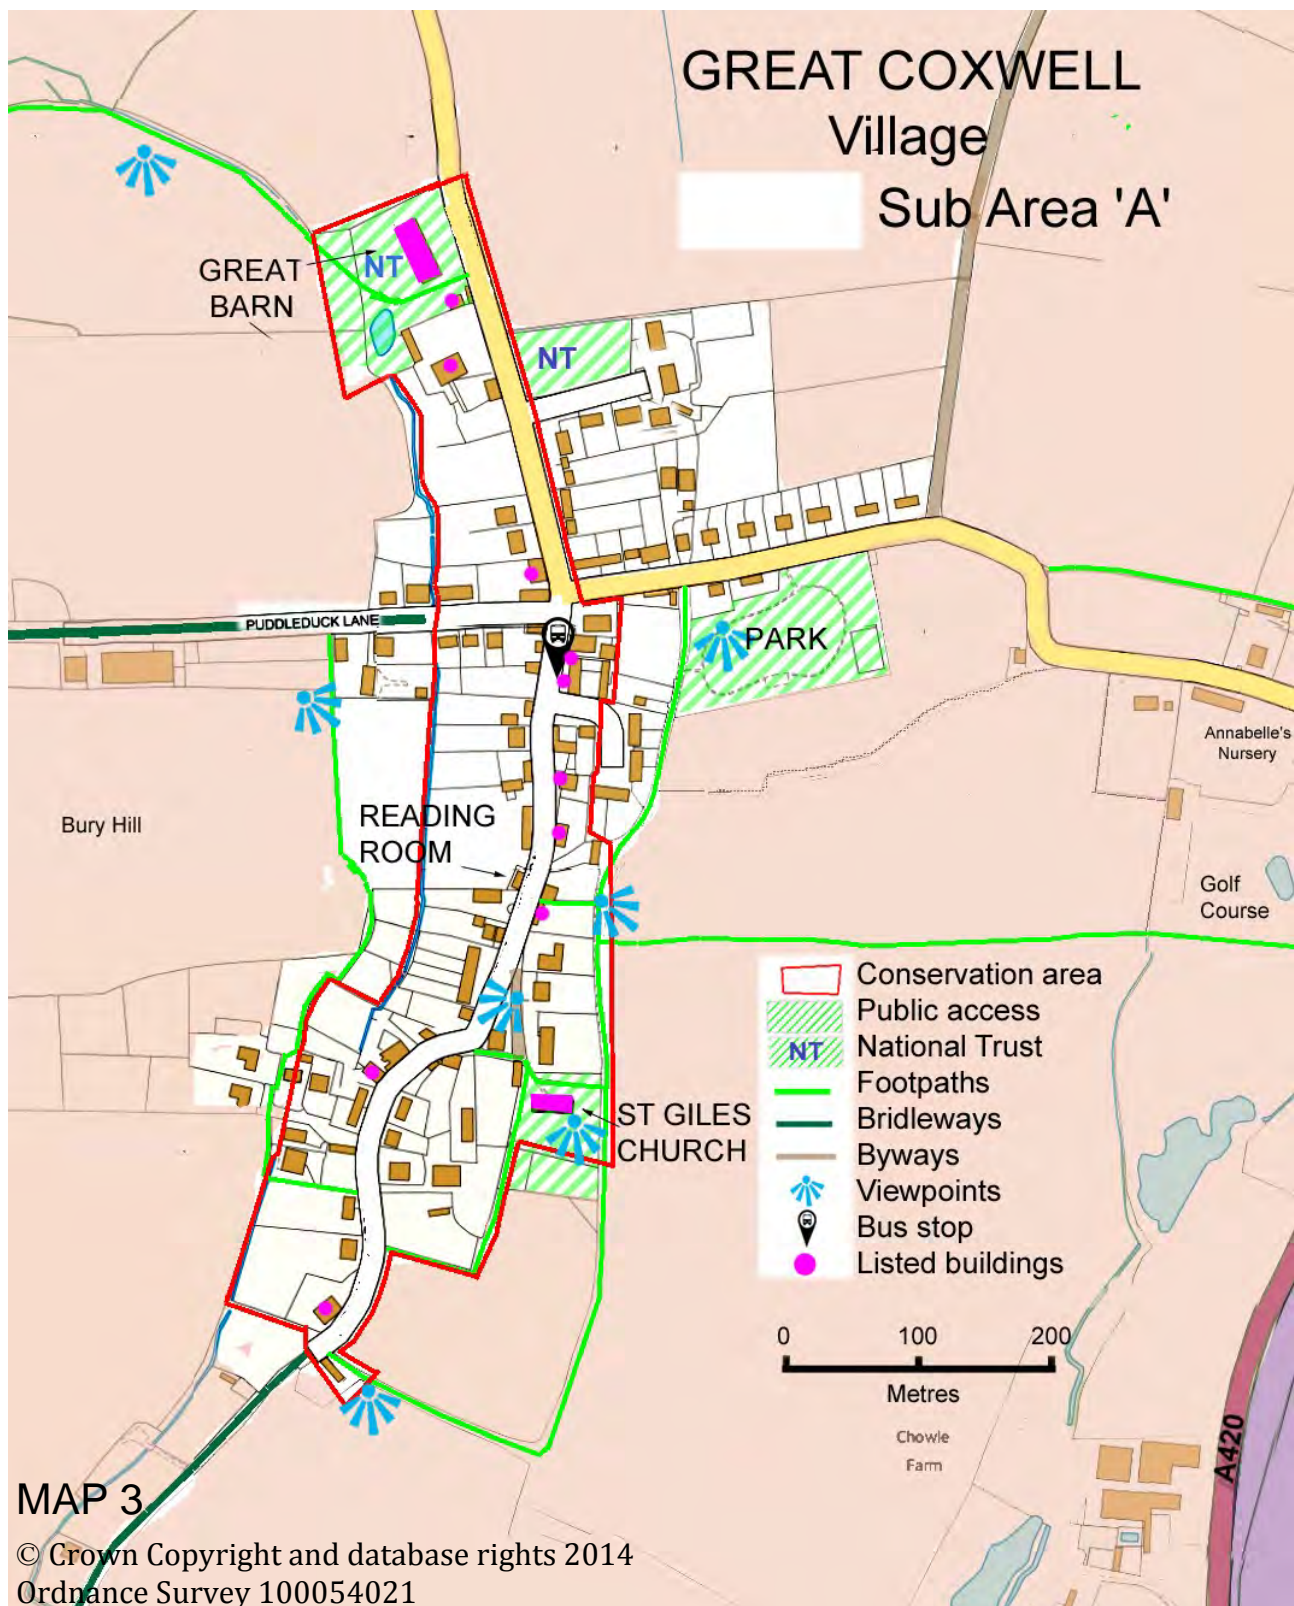 GREAT COXWELL
Village
Sub Area 'A'
GREAT
BARN
NT
NT
PUDDLEDUCK LANE
PARK
Annabelle's
Nursery
READING
ROOM
Bury Hill
Golf
Course
Conservation area
Public access
NT National Trust
Footpaths
Bridleways
Byways
Viewpoints
Bus stop
Listed buildings
ST GILES
CHURCH
0 100 200
Metres
Chowle
Farm
A420
MAP 3
© Crown Copyright and database rights 2014
Ordnance Survey 100054021